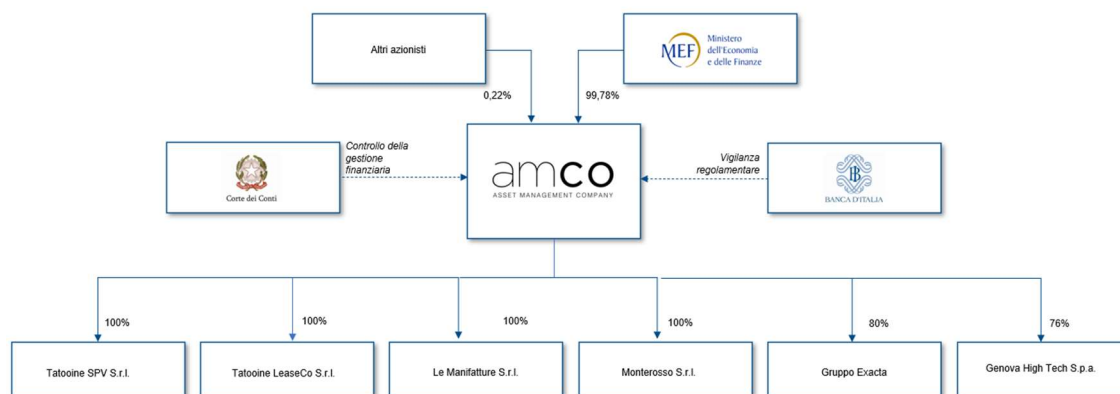 Altri azionisti
MEF
Ministero
dell'Economia
e delle Finanze
0,22%
99,78%
Controllo della
gestione
finanziaria
Corte dei Conti
amco
ASSET MANAGEMENT COMPANY
Vigilanza
regolamentare
BANCA D'ITALIA
100%
100%
100%
100%
80%
76%
Tatooine SPV S.r.l.
Tatooine LeaseCo S.r.l.
Le Manifatture S.r.l.
Monterosso S.r.l.
Gruppo Exacta
Genova High Tech S.p.a.